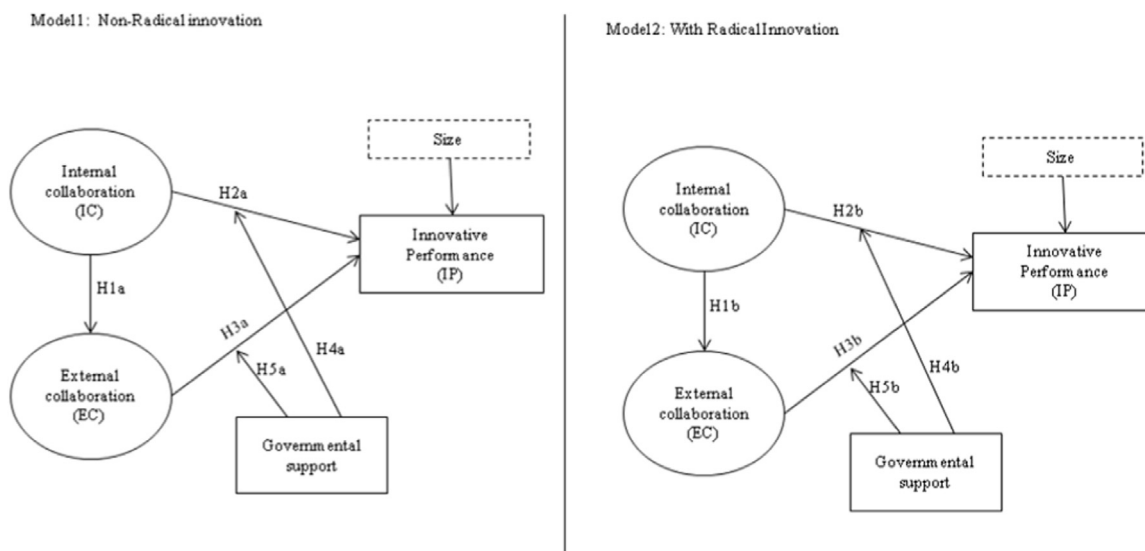 Model1: Non-Radical innovation
Size
Internal
collaboration
(IC)
H2a
Innovative
Performance
(IP)
H1a
H3a
H4a
H5a
External
collaboration
(EC)
Governmental
support
Model2: With Radical Innovation
Size
Internal
collaboration
(IC)
H2b
Innovative
Performance
(IP)
H1b
H3b
H4b
H5b
External
collaboration
(EC)
Governmental
support